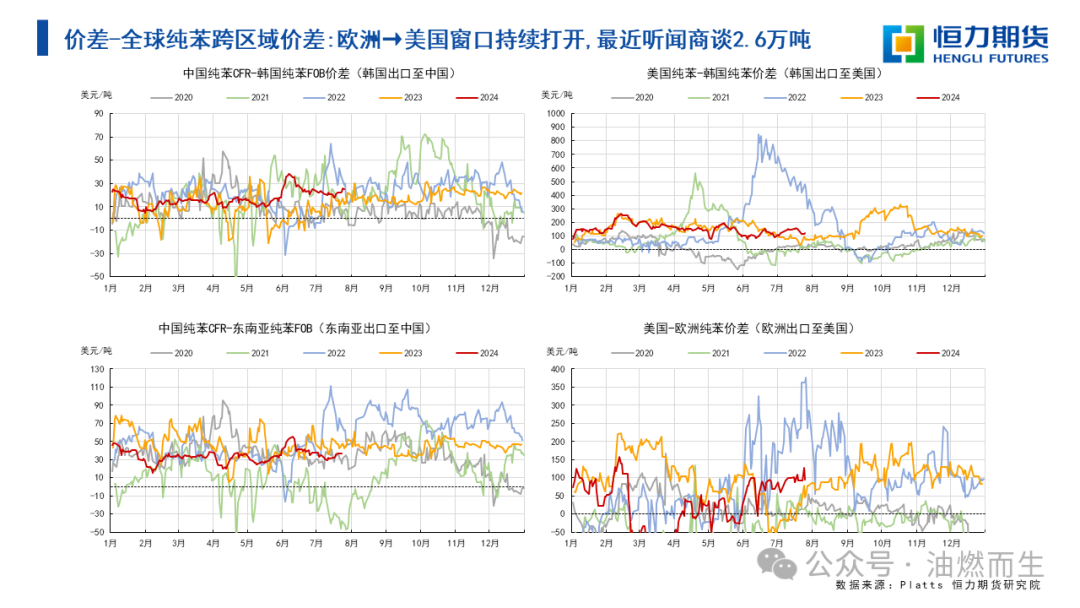 价差-全球纯苯跨区域价差:欧洲→美国窗口持续打开,最近听闻商谈2.6万吨
恒力期货
HENGLI FUTURES
中国纯苯CFR-韩国纯苯FOB价差（韩国出口至中国）
美元/吨
2020 2021 2022 2023 2024
90
70
50
30
10
-10
-30
-50
1月 2月 3月 4月 5月 6月 7月 8月 9月 10月 11月 12月
美国纯苯-韩国纯苯价差（韩国出口至美国）
美元/吨
2020 2021 2022 2023 2024
1000
900
800
700
600
500
400
300
200
100
0
-100
-200
1月 2月 3月 4月 5月 6月 7月 8月 9月 10月 11月 12月
中国纯苯CFR-东南亚纯苯FOB（东南亚出口至中国）
美元/吨
2020 2021 2022 2023 2024
130
110
90
70
50
30
10
-10
-30
-50
1月 2月 3月 4月 5月 6月 7月 8月 9月 10月 11月 12月
美国-欧洲纯苯价差（欧洲出口至美国）
美元/吨
2020 2021 2022 2023 2024
400
350
300
250
200
150
100
50
0
-50
1月 2月 3月 4月 5月 6月 7月 8月 9月 10月 11月 12月
公众号·油燃而生
数据来源：Platts 恒力期货研究院